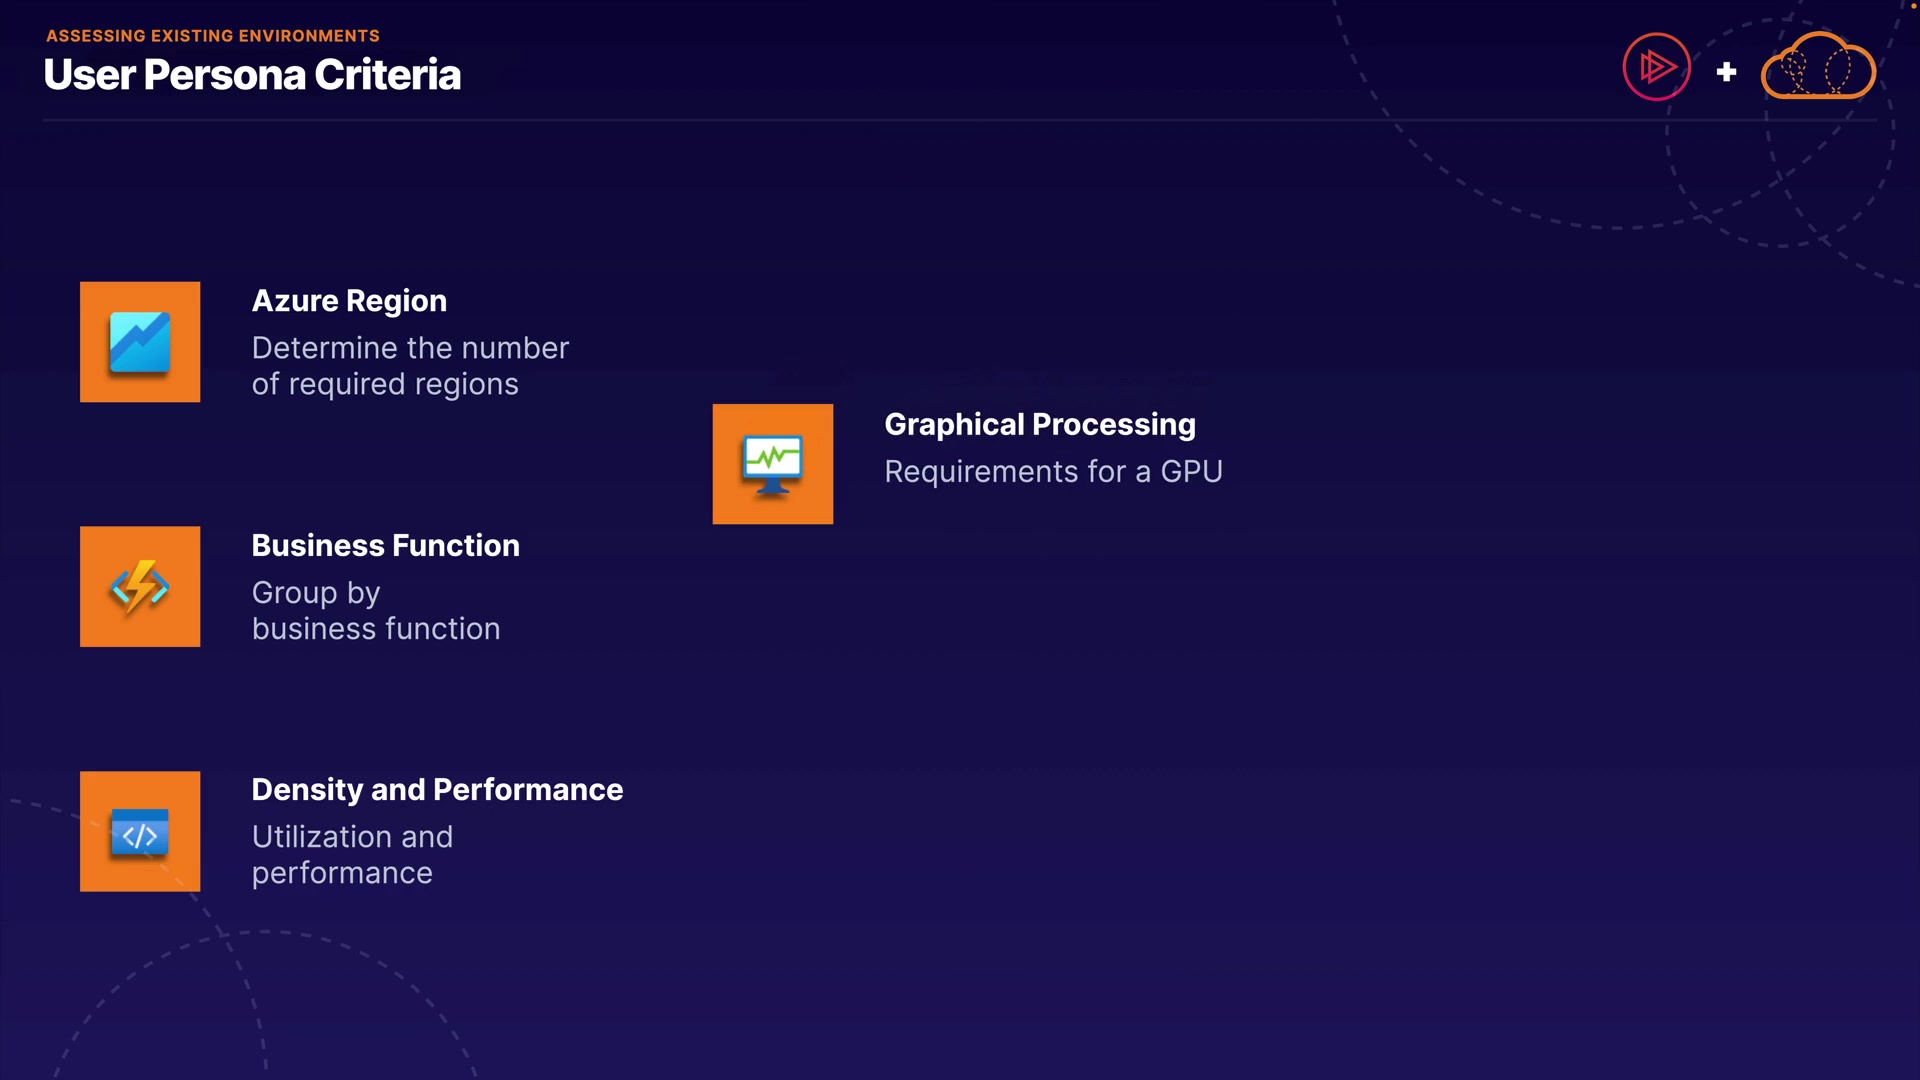 ASSESSING EXISTING ENVIRONMENTS
User Persona Criteria
Azure Region
Determine the number
of required regions
Business Function
Group by
business function
Density and Performance
Utilization and
performance
Graphical Processing
Requirements for a GPU